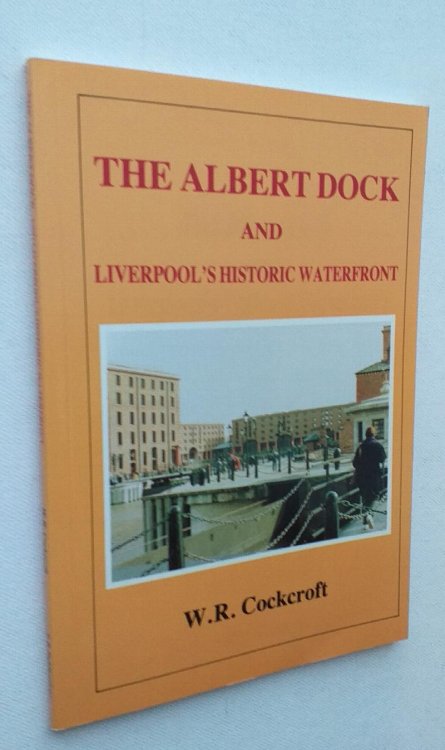 THE ALBERT DOCK
AND
LIVERPOOL'S HISTORIC WATERFRONT
W.R. Cockcroft